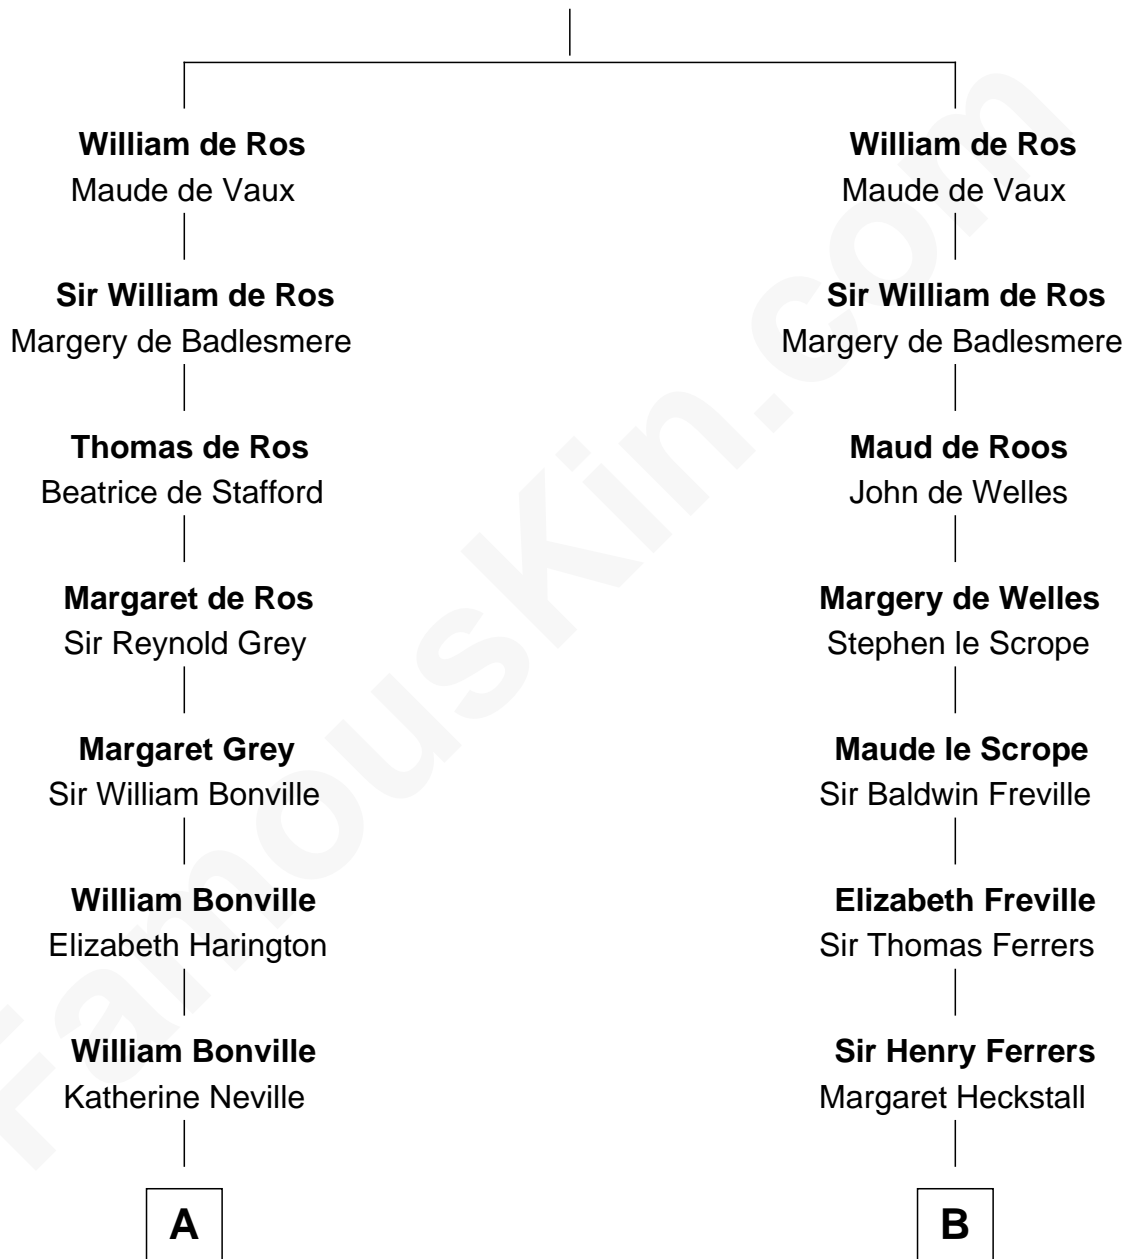 William de Ros
Maude de Vaux
Sir William de Ros
Margery de Badlesmere
Thomas de Ros
Beatrice de Stafford
Margaret de Ros
Sir Reynold Grey
Margaret Grey
Sir William Bonville
William Bonville
Elizabeth Harington
William Bonville
Katherine Neville
A
William de Ros
Maude de Vaux
Sir William de Ros
Margery de Badlesmere
Maud de Roos
John de Welles
Margery de Welles
Stephen le Scrope
Maude le Scrope
Sir Baldwin Freville
Elizabeth Freville
Sir Thomas Ferrers
Sir Henry Ferrers
Margaret Heckstall
B
FamousKin.com